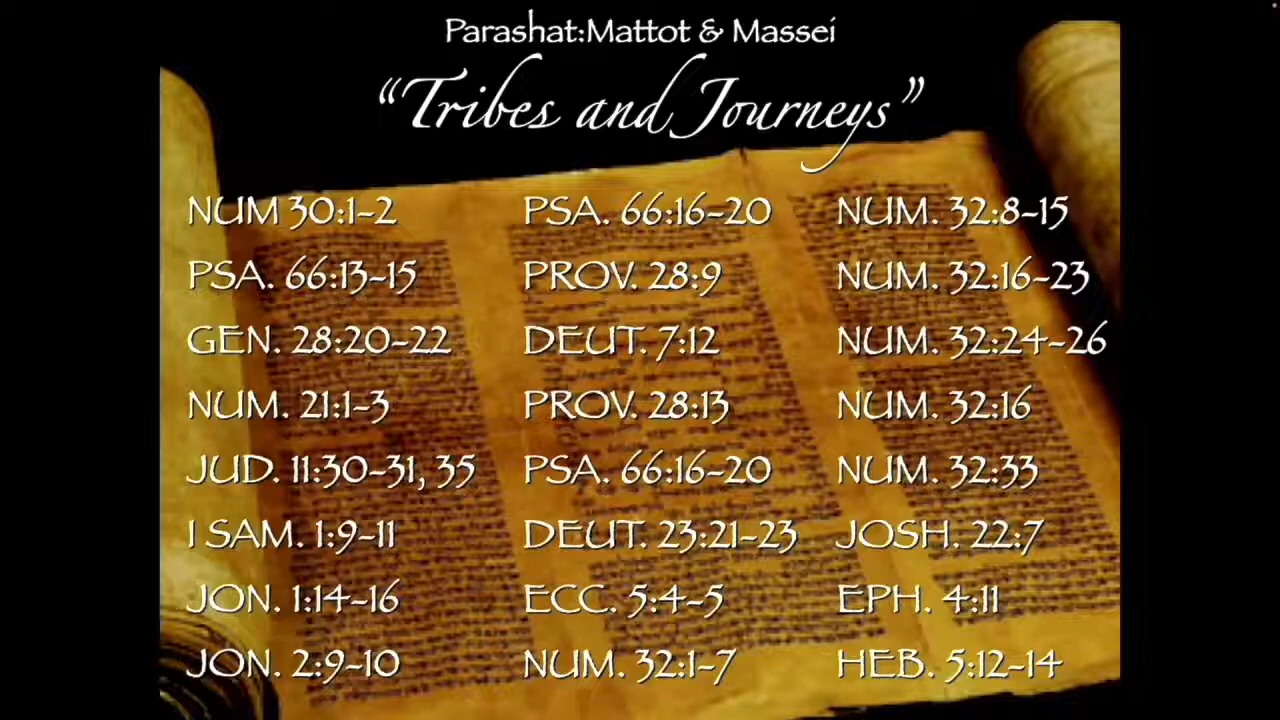 Parashat:Mattot & Massei
“Tribes and Journeys”
NUM 30:1-2
PSA. 66:13-15
GEN. 28:20-22
NUM. 21:1-3
JUD. 11:30-31, 35
I SAM. 1:9-11
JON. 1:14-16
JON. 2:9-10
PSA. 66:16-20
PROV. 28:9
DEUT. 7:12
PROV. 28:13
PSA. 66:16-20
DEUT. 23:21-23
ECC. 5:4-5
NUM. 32:1-7
NUM. 32:8-15
NUM. 32:16-23
NUM. 32:24-26
NUM. 32:16
NUM. 32:33
JOSH. 22:7
EPH. 4:11
HEB. 5:12-14